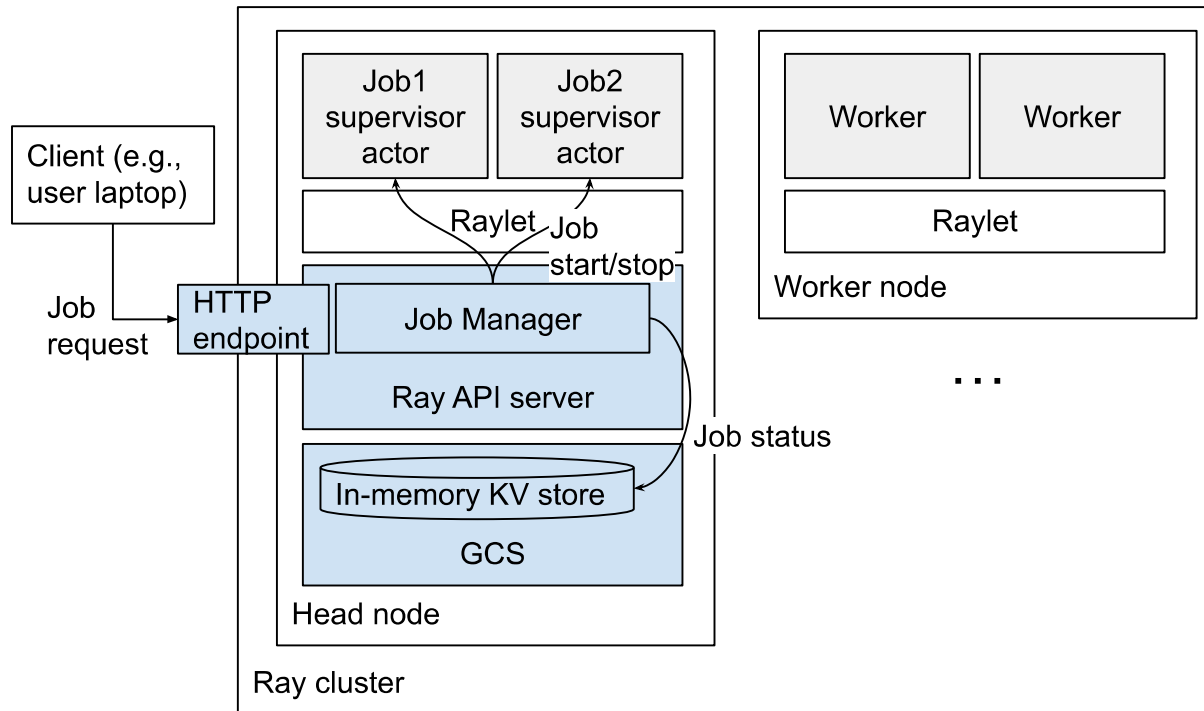 Client (e.g.,
user laptop)
Job
request
HTTP
endpoint
Job1
supervisor
actor
Job2
supervisor
actor
Raylet
Job
start/stop
Job Manager
Ray API server
Job status
In-memory KV store
GCS
Head node
Ray cluster
Worker
Worker
Raylet
Worker node
...